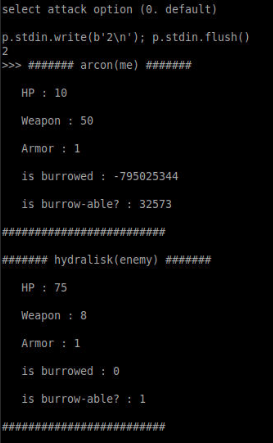 select attack option (0. default)
p.stdin.write(b'2\n'); p.stdin.flush()
2
>>> ####### arcon(me) #######
HP : 10
Weapon : 50
Armor : 1
is burrowed : -795025344
is burrow-able? : 32573
#########################
####### hydralisk(enemy) #######
HP : 75
Weapon : 8
Armor : 1
is burrowed : 0
is burrow-able? : 1
#########################